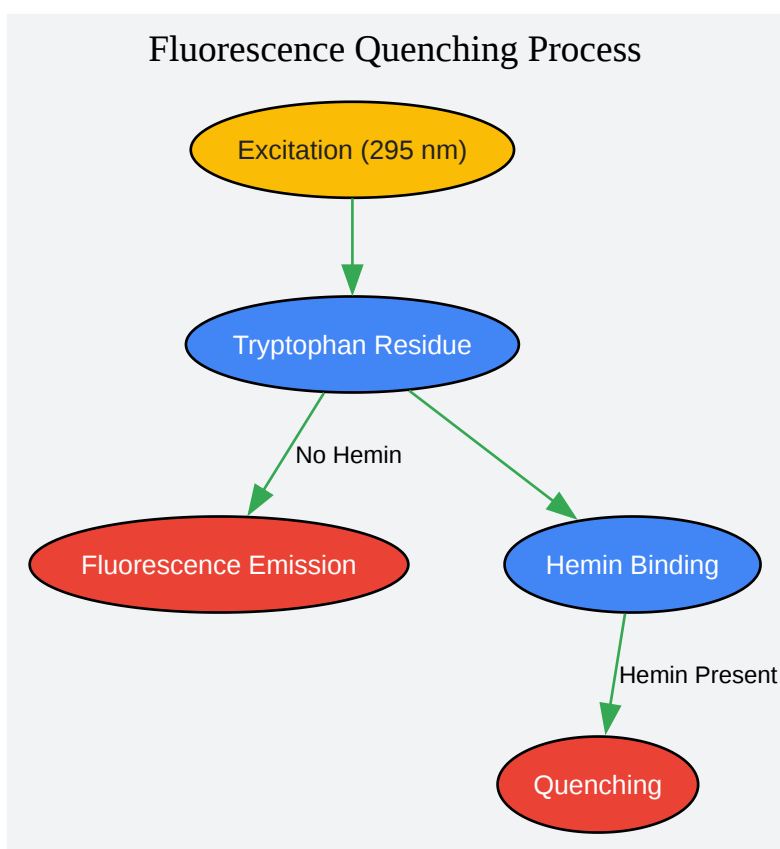 Fluorescence Quenching Process
Excitation (295 nm)
Tryptophan Residue
No Hemin
Fluorescence Emission
Hemin Binding
Hemin Present
Quenching